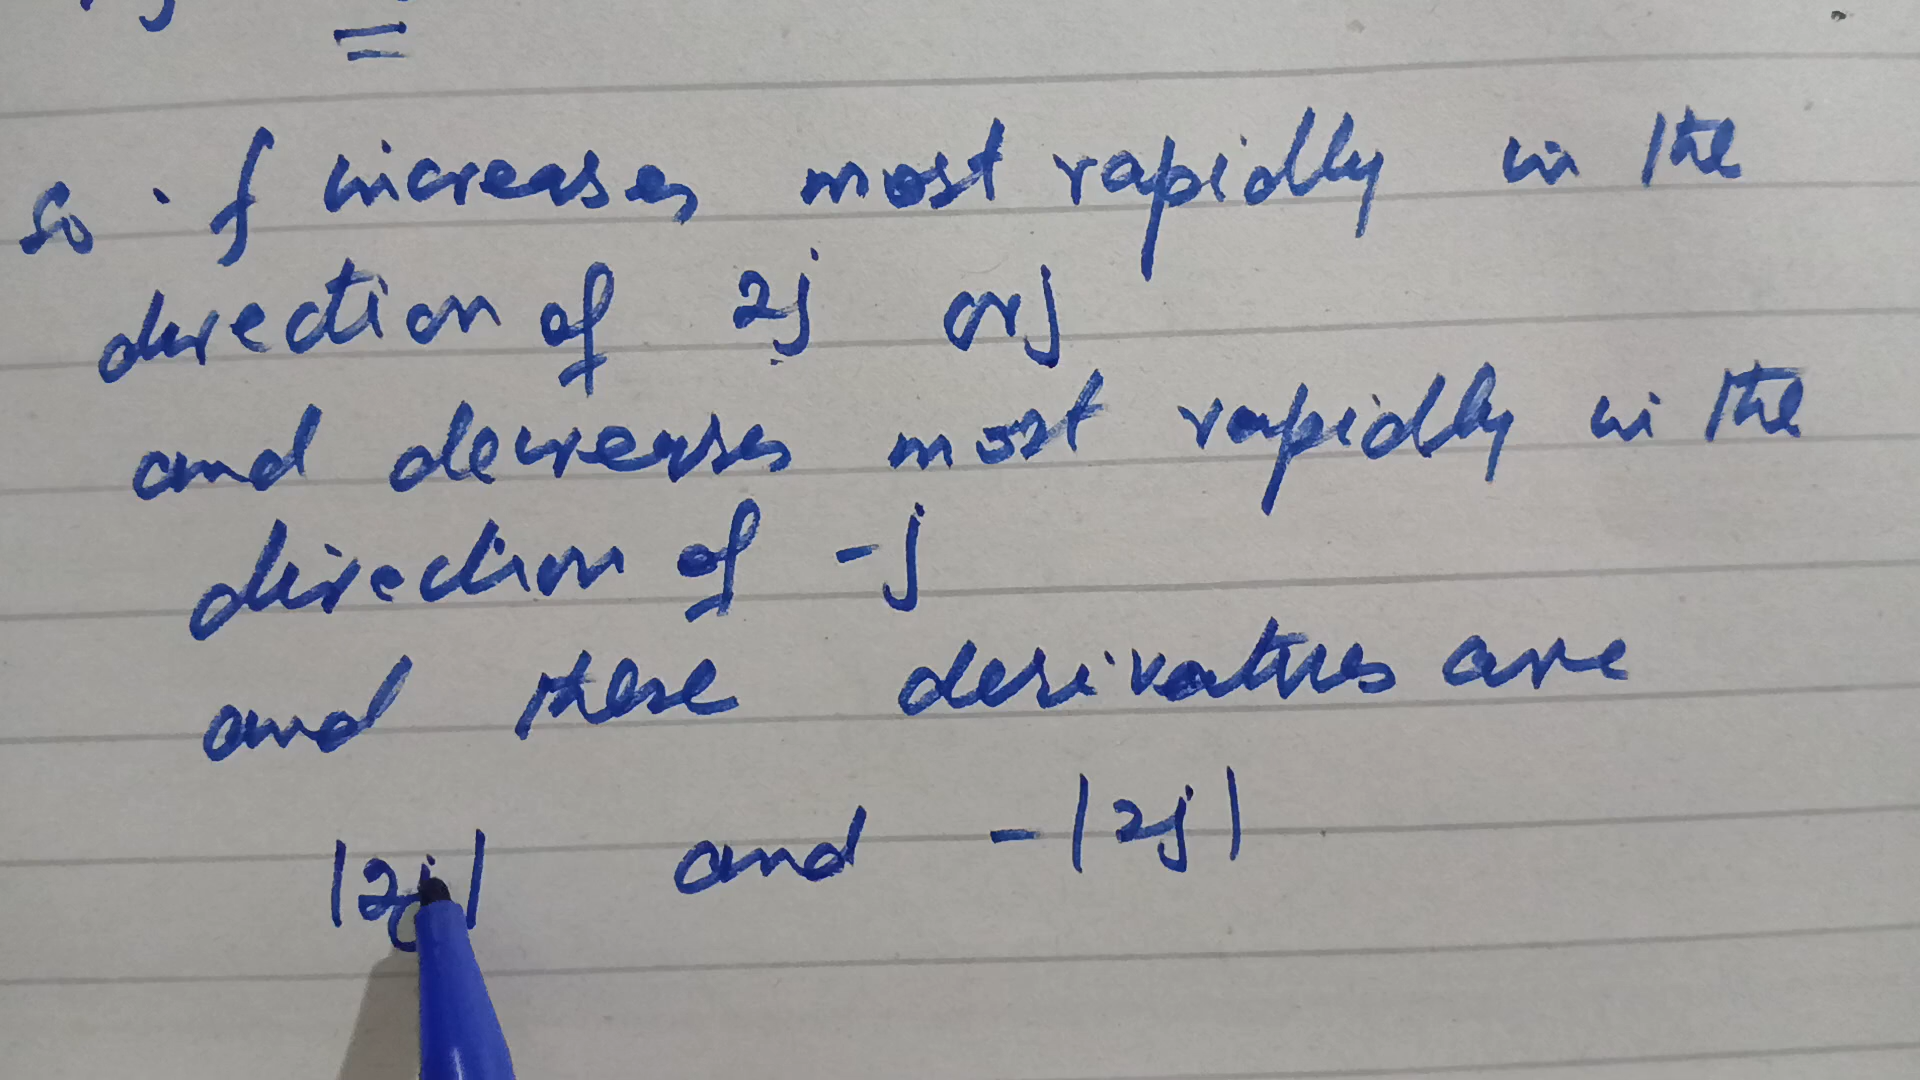 so f increases most rapidly in the
direction of 2j or j
and decreases most rapidly in the
direction of -j
and these derivatives are
|2j| and -|2j|